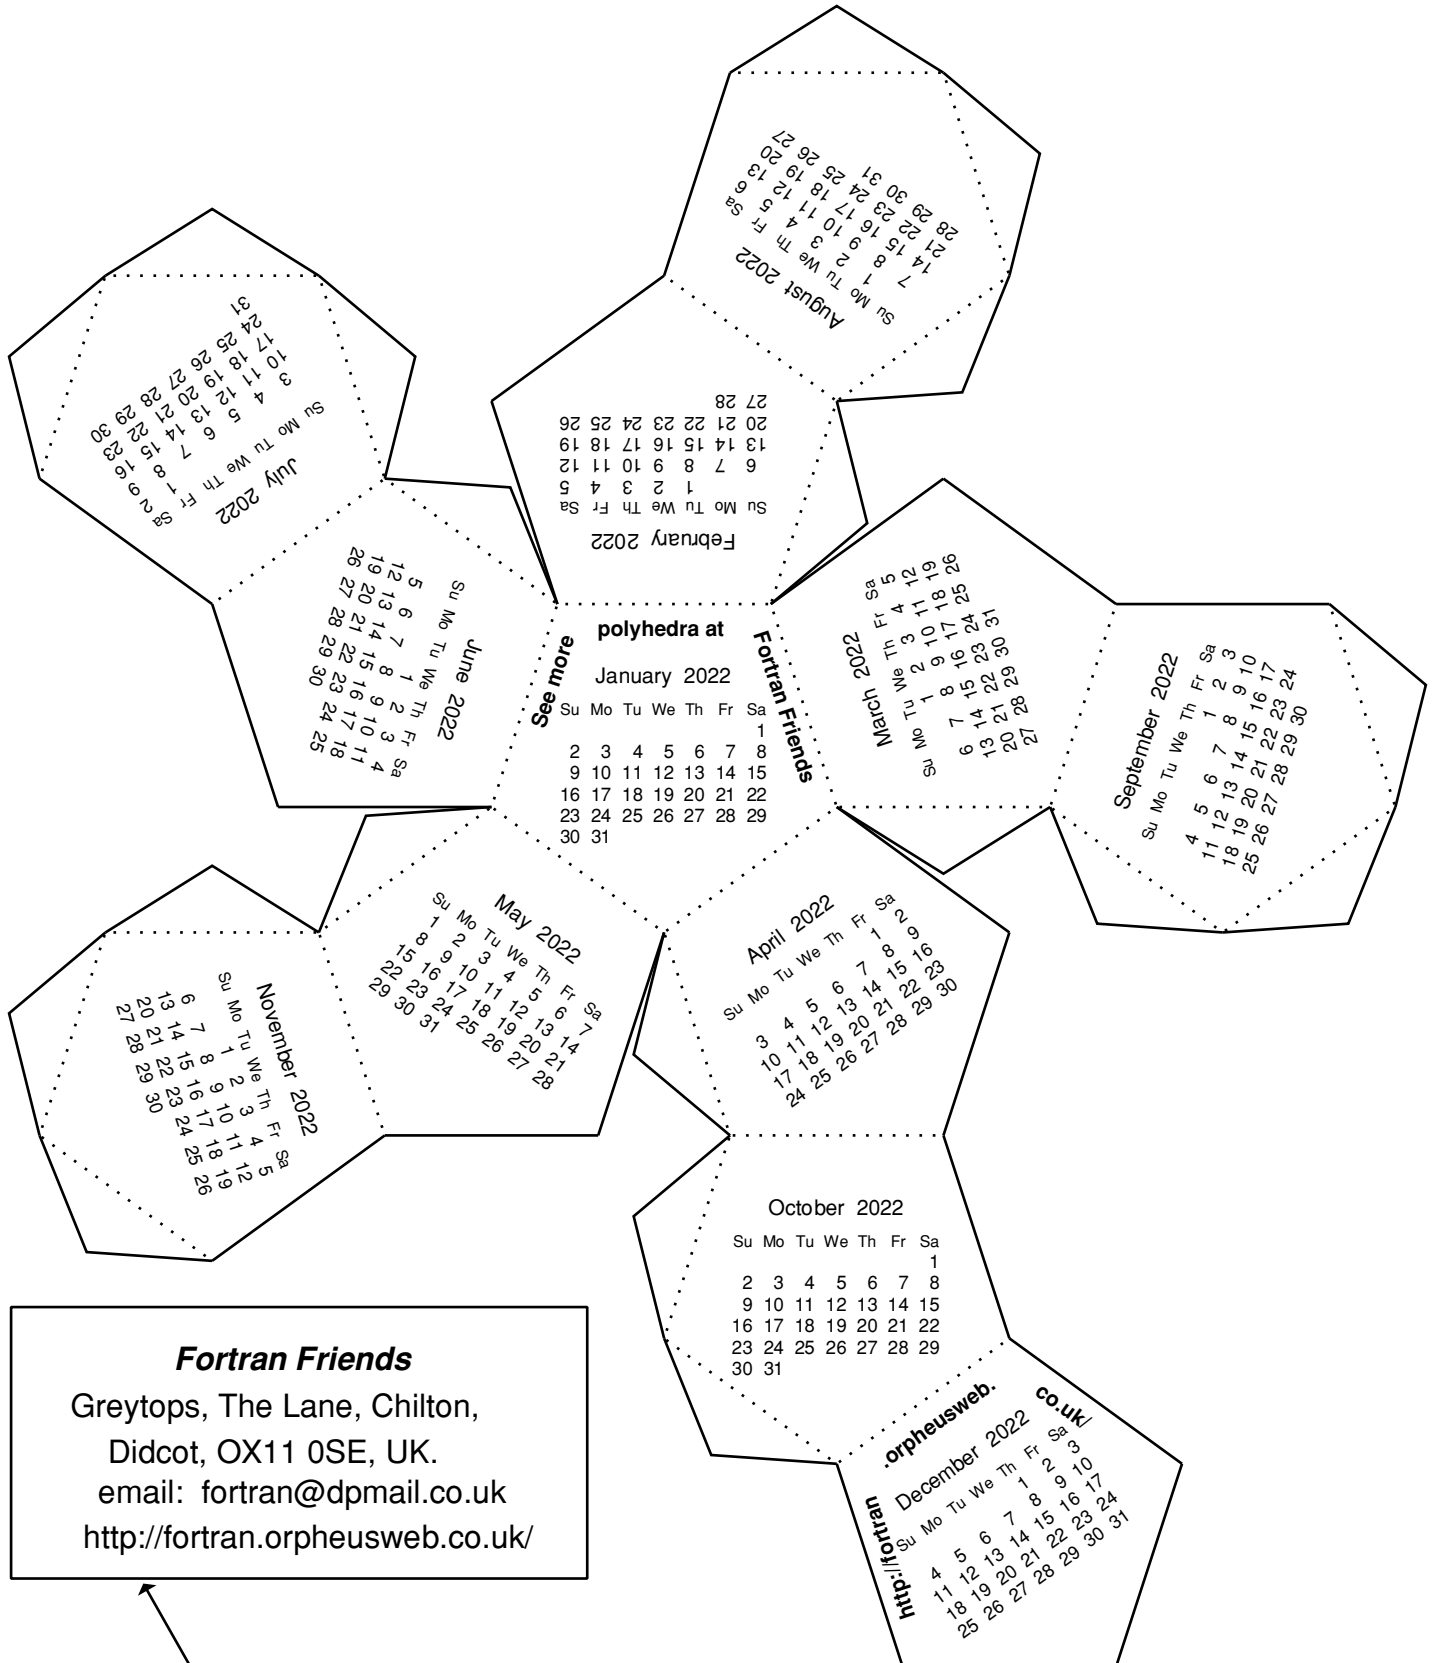 August 2022
Su Mo Tu We Th Fr Sa
1 2 3 4 5 6
7 8 9 10 11 12 13
14 15 16 17 18 19 20
21 22 23 24 25 26 27
28 29 30 31
July 2022
Su Mo Tu We Th Fr Sa
1 2
3 4 5 6 7 8 9
10 11 12 13 14 15 16
17 18 19 20 21 22 23
24 25 26 27 28 29 30
31
February 2022
Su Mo Tu We Th Fr Sa
1 2 3 4 5
6 7 8 9 10 11 12
13 14 15 16 17 18 19
20 21 22 23 24 25 26
27 28
June 2022
Su Mo Tu We Th Fr Sa
1 2 3 4
5 6 7 8 9 10 11
12 13 14 15 16 17 18
19 20 21 22 23 24 25
26 27 28 29 30
See more
polyhedra at
Fortran Friends
January 2022
Su Mo Tu We Th Fr Sa
1
2 3 4 5 6 7 8
9 10 11 12 13 14 15
16 17 18 19 20 21 22
23 24 25 26 27 28 29
30 31
March 2022
Su Mo Tu We Th Fr Sa
1 2 3 4 5
6 7 8 9 10 11 12
13 14 15 16 17 18 19
20 21 22 23 24 25 26
27 28 29 30 31
September 2022
Su Mo Tu We Th Fr Sa
1 2 3
4 5 6 7 8 9 10
11 12 13 14 15 16 17
18 19 20 21 22 23 24
25 26 27 28 29 30
May 2022
Su Mo Tu We Th Fr Sa
1 2 3 4 5 6 7
8 9 10 11 12 13 14
15 16 17 18 19 20 21
22 23 24 25 26 27 28
29 30 31
April 2022
Su Mo Tu We Th Fr Sa
1 2
3 4 5 6 7 8 9
10 11 12 13 14 15 16
17 18 19 20 21 22 23
24 25 26 27 28 29 30
November 2022
Su Mo Tu We Th Fr Sa
1 2 3 4 5
6 7 8 9 10 11 12
13 14 15 16 17 18 19
20 21 22 23 24 25 26
27 28 29 30
October 2022
Su Mo Tu We Th Fr Sa
1
2 3 4 5 6 7 8
9 10 11 12 13 14 15
16 17 18 19 20 21 22
23 24 25 26 27 28 29
30 31
http://fortran
.orpheusweb.
co.uk/
December 2022
Su Mo Tu We Th Fr Sa
1 2 3
4 5 6 7 8 9 10
11 12 13 14 15 16 17
18 19 20 21 22 23 24
25 26 27 28 29 30 31
Fortran Friends
Greytops, The Lane, Chilton,
Didcot, OX11 0SE, UK.
email: fortran@dpmail.co.uk
http://fortran.orpheusweb.co.uk/